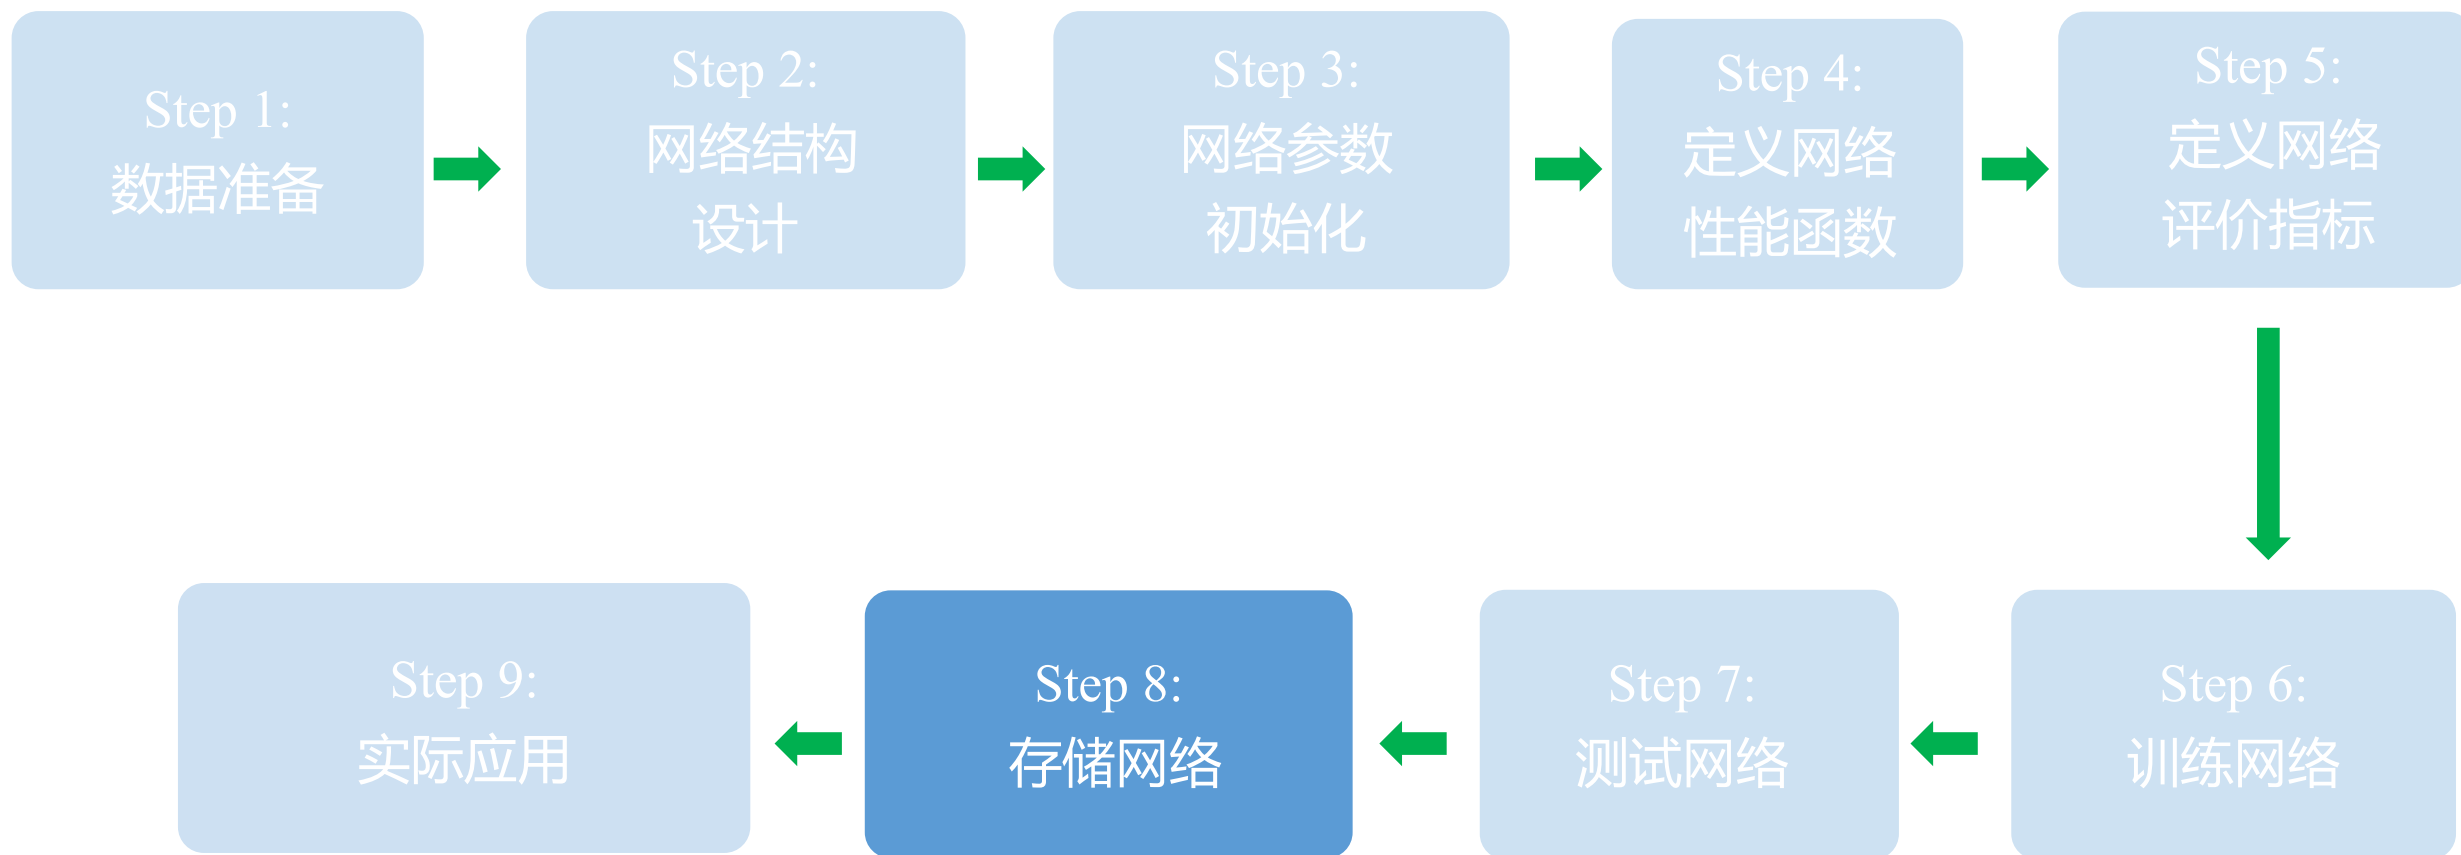 Step 1:
数据准备
Step 2:
网络结构
设计
Step 3:
网络参数
初始化
Step 4:
定义网络
性能函数
Step 5:
定义网络
评价指标
Step 6:
训练网络
Step 7:
测试网络
Step 8:
存储网络
Step 9:
实际应用